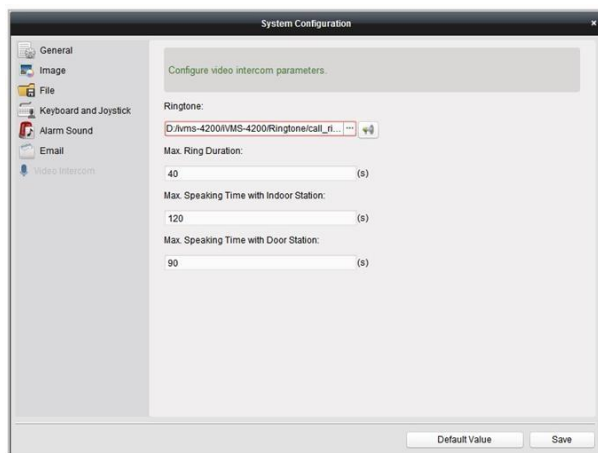 System Configuration
×
General
Image
File
Keyboard and Joystick
Alarm Sound
Email
Video Intercom
Configure video intercom parameters.
Ringtone:
D:/ivms-4200/iVMS-4200/Ringtone/call_ri... ...
Max. Ring Duration:
40 (s)
Max. Speaking Time with Indoor Station:
120 (s)
Max. Speaking Time with Door Station:
90 (s)
Default Value
Save